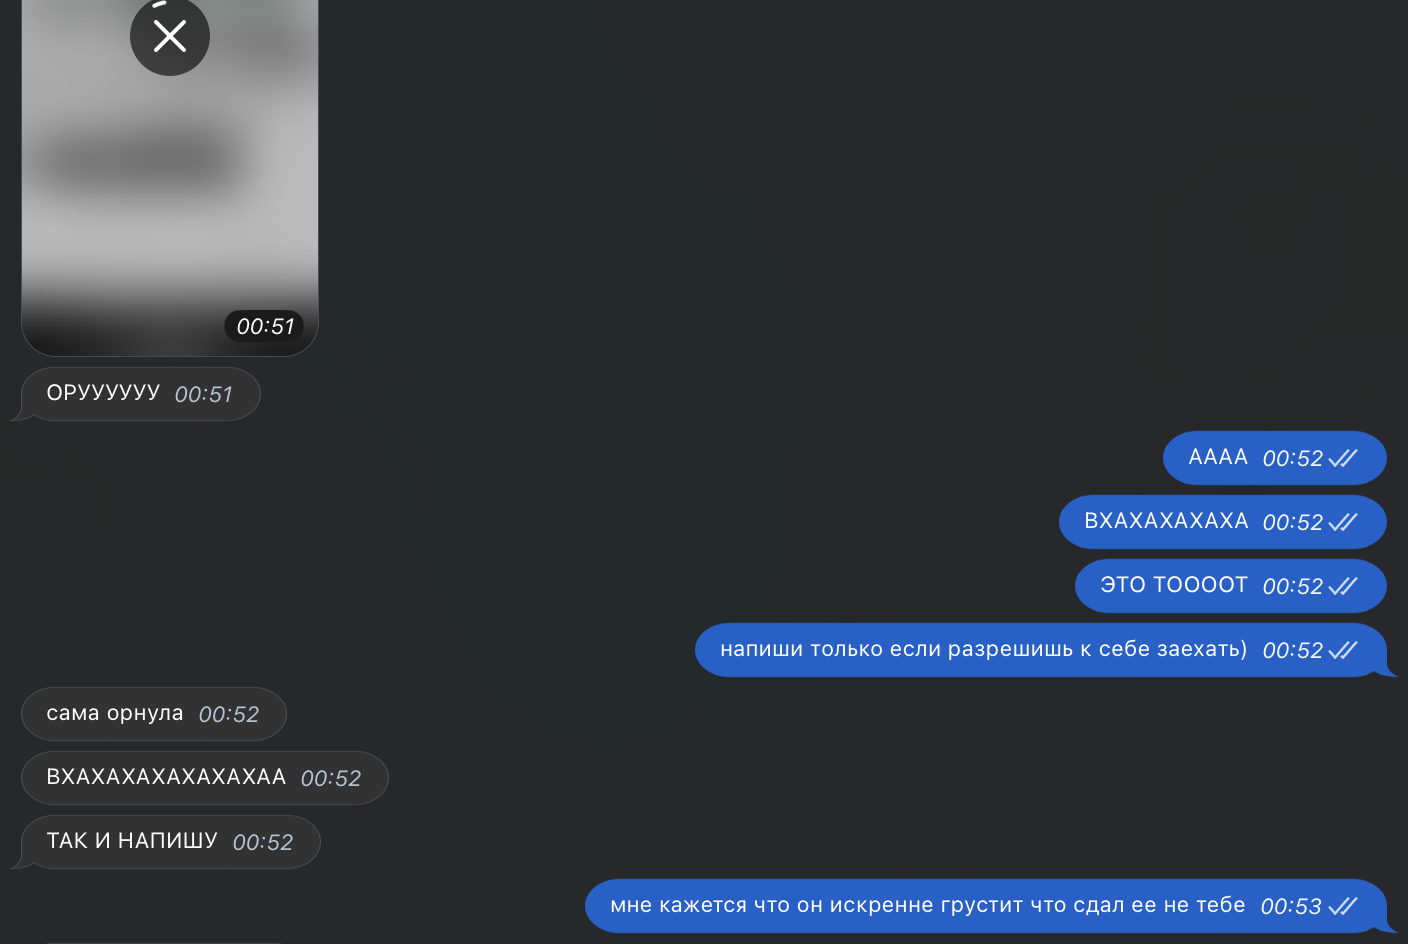 00:51
ОРУУУУУУ 00:51
АААА 00:52
ВХАХАХАХАХА 00:52
ЭТО ТООООТ 00:52
напиши только если разрешишь к себе заехать) 00:52
сама орнула 00:52
ВХАХАХАХАХАХАХАА 00:52
ТАК И НАПИШУ 00:52
мне кажется что он искренне грустит что сдал ее не тебе 00:53